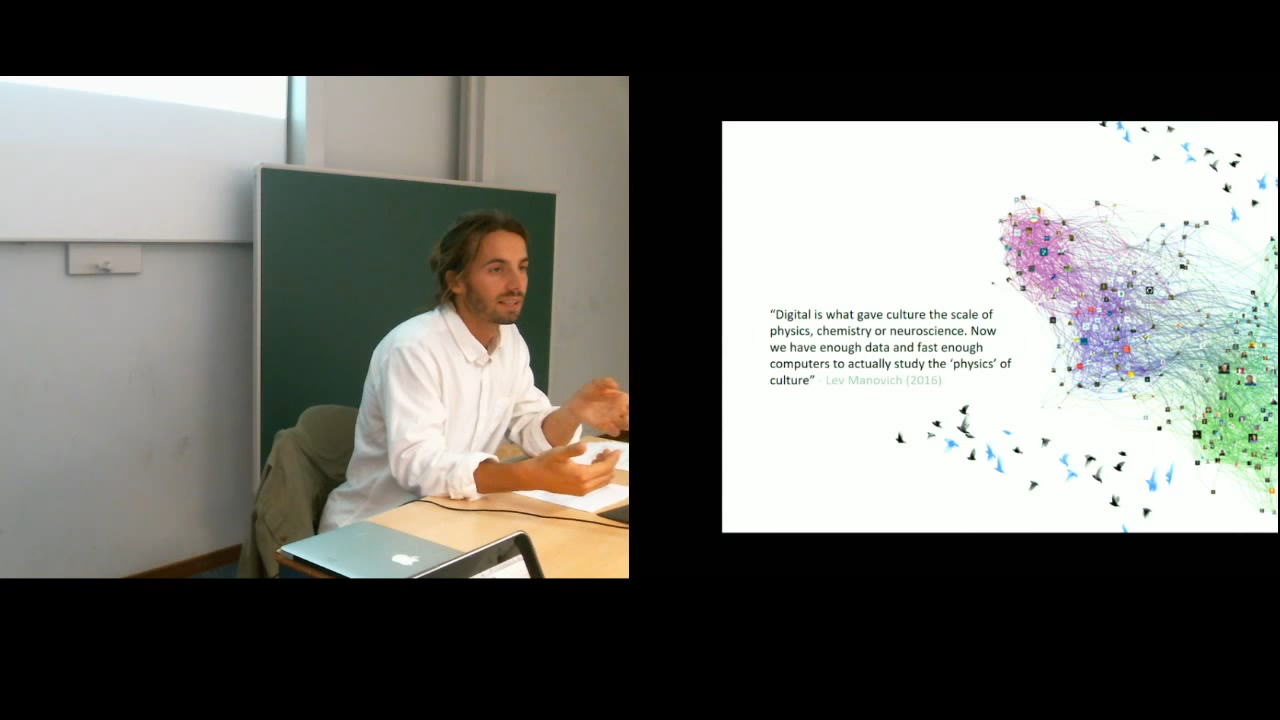 “Digital is what gave culture the scale of
physics, chemistry or neuroscience. Now
we have enough data and fast enough
computers to actually study the ‘physics’ of
culture” - Lev Manovich (2016)